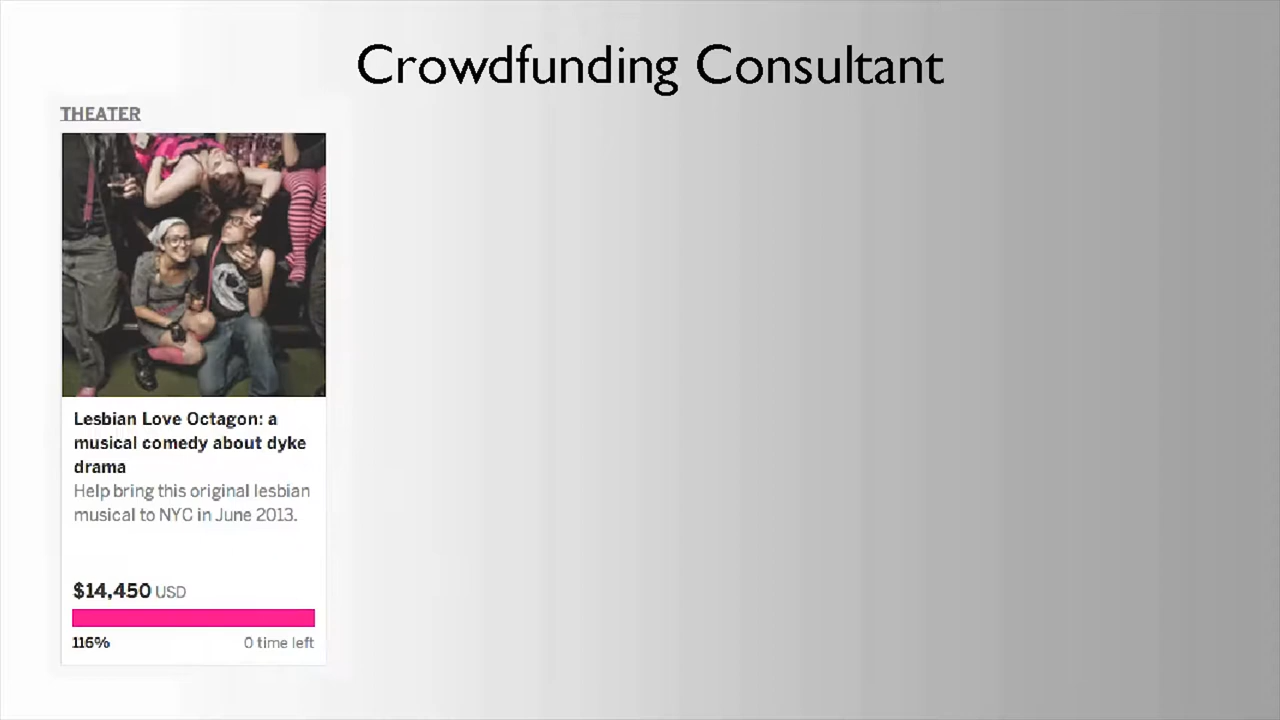 Crowdfunding Consultant
THEATER
Lesbian Love Octagon: a
musical comedy about dyke
drama
Help bring this original lesbian
musical to NYC in June 2013.
$14,450 USD
116%
0 time left